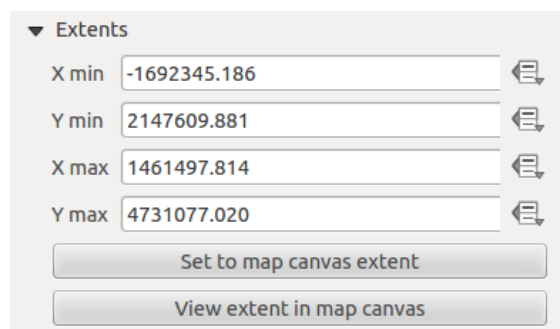 Extents
X min -1692345.186
Y min 2147609.881
X max 1461497.814
Y max 4731077.020
Set to map canvas extent
View extent in map canvas